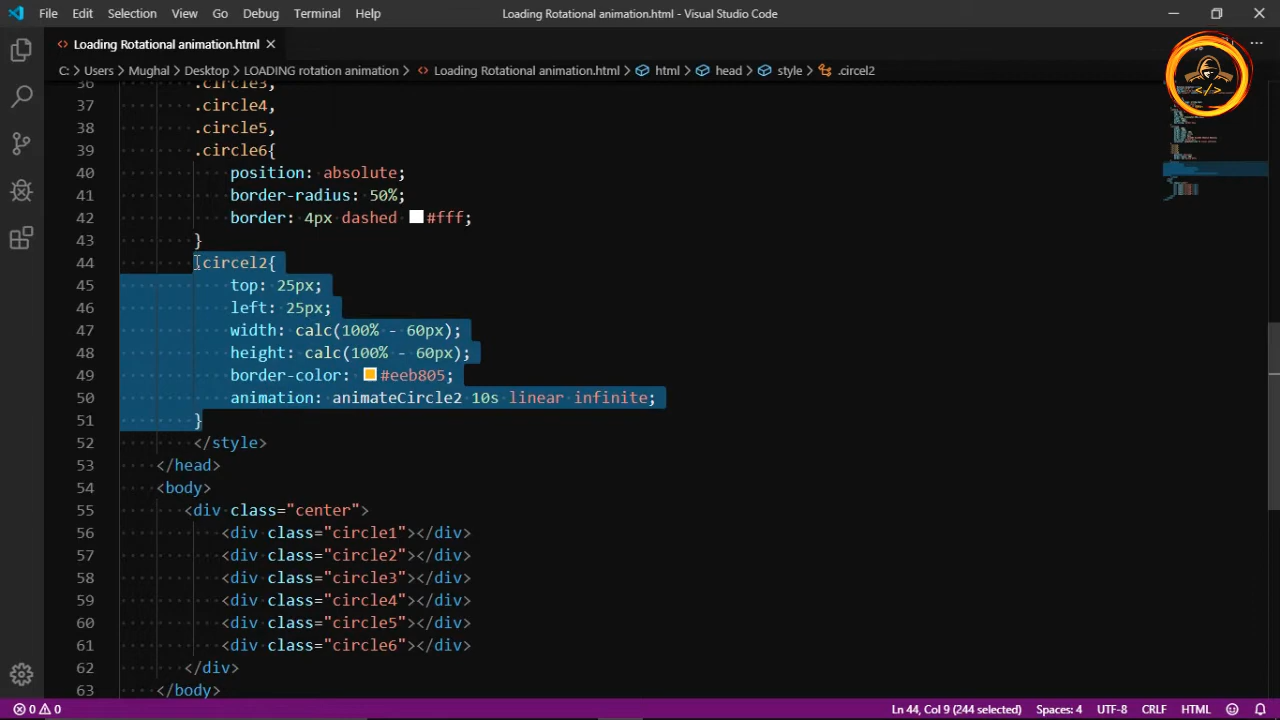 File Edit Selection View Go Debug Terminal Help Loading Rotational animation.html - Visual Studio Code
<> Loading Rotational animation.html ×
C: > Users > Mughal > Desktop > LOADING rotation animation > <> Loading Rotational animation.html > html > head > style > .circel2
36 .circle3,
37 .circle4,
38 .circle5,
39 .circle6{
40 position: absolute;
41 border-radius: 50%;
42 border: 4px dashed #fff;
43 }
44 .circel2{
45 top: 25px;
46 left: 25px;
47 width: calc(100% - 60px);
48 height: calc(100% - 60px);
49 border-color: #eeb805;
50 animation: animateCircle2 10s linear infinite;
51 }
52 </style>
53 </head>
54 <body>
55 <div class="center">
56 <div class="circle1"></div>
57 <div class="circle2"></div>
58 <div class="circle3"></div>
59 <div class="circle4"></div>
60 <div class="circle5"></div>
61 <div class="circle6"></div>
62 </div>
63 </body>
0 0 Ln 44, Col 9 (244 selected) Spaces: 4 UTF-8 CRLF HTML